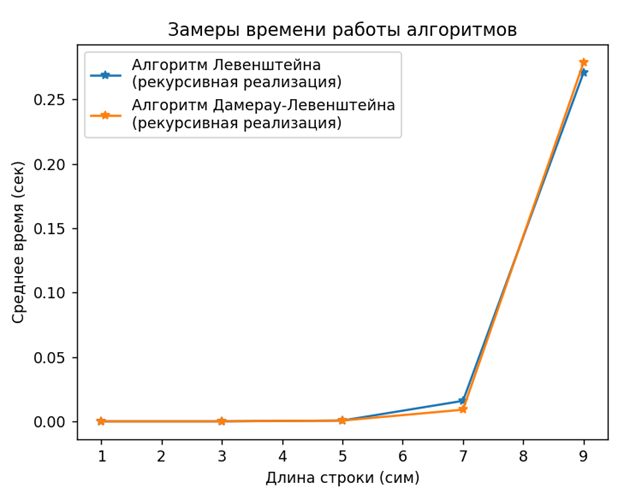 Замеры времени работы алгоритмов
Алгоритм Левенштейна
(рекурсивная реализация)
Алгоритм Дамерау-Левенштейна
(рекурсивная реализация)
Среднее время (сек)
0.25
0.20
0.15
0.10
0.05
0.00
1 2 3 4 5 6 7 8 9
Длина строки (сим)